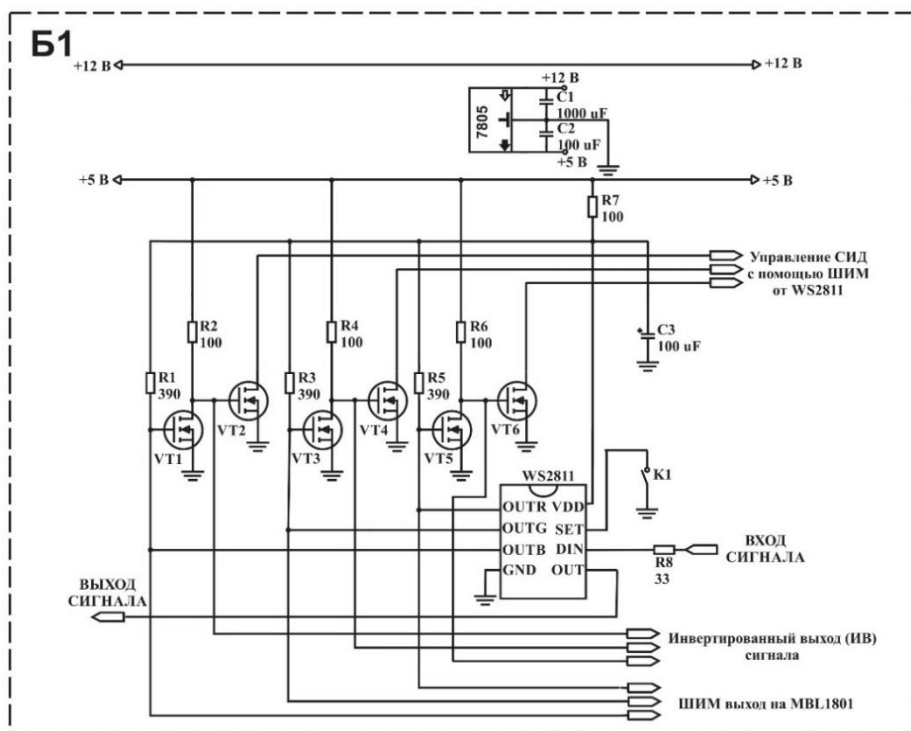 Б1
+12 В
+12 В
+12 В
C1
1000 uF
7805
C2
100 uF
+5 В
+5 В
+5 В
R7
100
Управление СИД
с помощью ШИМ
от WS2811
R2
100
R4
100
R6
100
C3
100 uF
R1
390
R3
390
R5
390
VT1
VT2
VT3
VT4
VT5
VT6
WS2811
K1
OUTR VDD
OUTG SET
OUTB DIN
GND OUT
ВХОД
СИГНАЛА
R8
33
ВЫХОД
СИГНАЛА
Инвертированный выход (ИВ)
сигнала
ШИМ выход на MBL1801